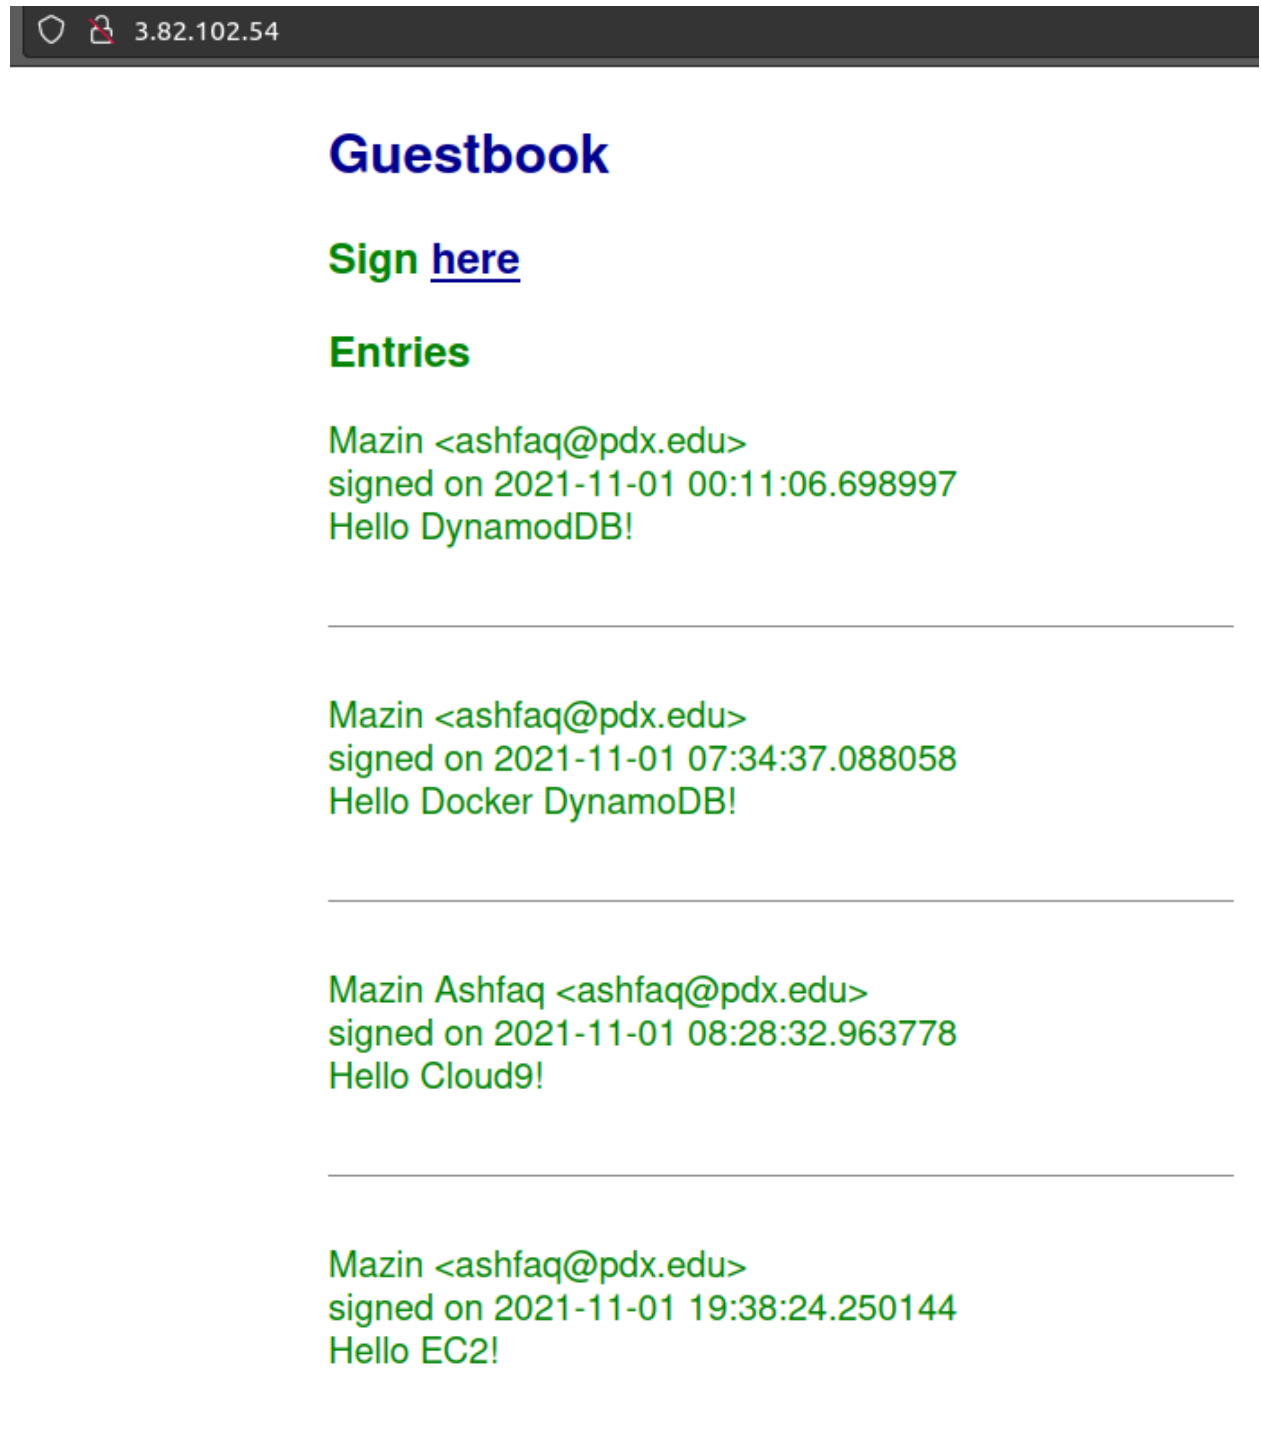 3.82.102.54
Guestbook
Sign here
Entries
Mazin <ashfaq@pdx.edu>
signed on 2021-11-01 00:11:06.698997
Hello DynamodDB!
Mazin <ashfaq@pdx.edu>
signed on 2021-11-01 07:34:37.088058
Hello Docker DynamoDB!
Mazin Ashfaq <ashfaq@pdx.edu>
signed on 2021-11-01 08:28:32.963778
Hello Cloud9!
Mazin <ashfaq@pdx.edu>
signed on 2021-11-01 19:38:24.250144
Hello EC2!